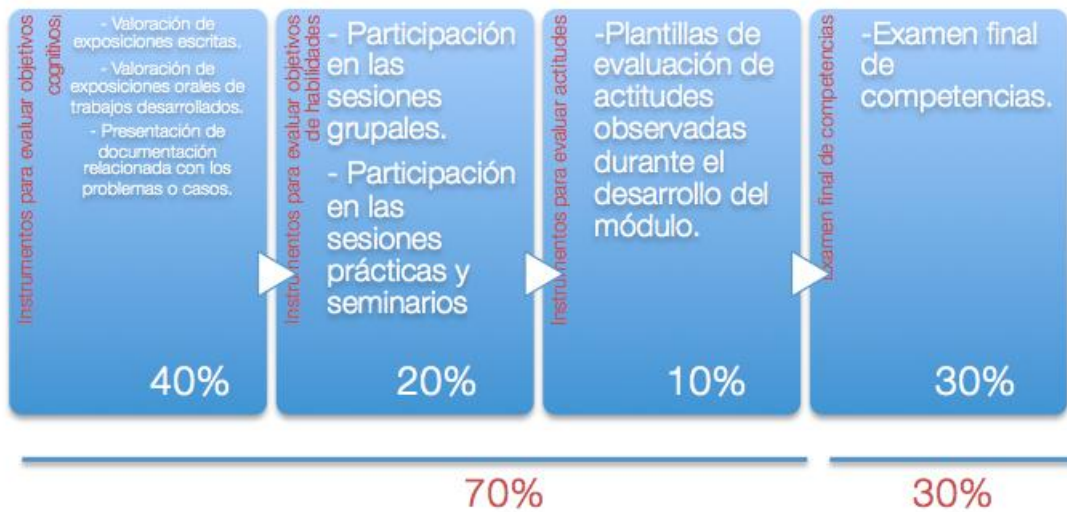 Instrumentos para evaluar objetivos
cognitivos¡
- Valoración de
exposiciones escritas.
- Valoración de
exposiciones orales de
trabajos desarrollados.
- Presentación de
documentación
relacionada con los
problemas o casos.
40%
Instrumentos para evaluar objetivos
de habilidades
- Participación
en las
sesiones
grupales.
- Participación
en las
sesiones
prácticas y
seminarios
20%
Instrumentos para evaluar actitudes
-Plantillas de
evaluación de
actitudes
observadas
durante el
desarrollo del
módulo.
10%
Examen final de competencias
-Examen final
de
competencias.
30%
70%
30%